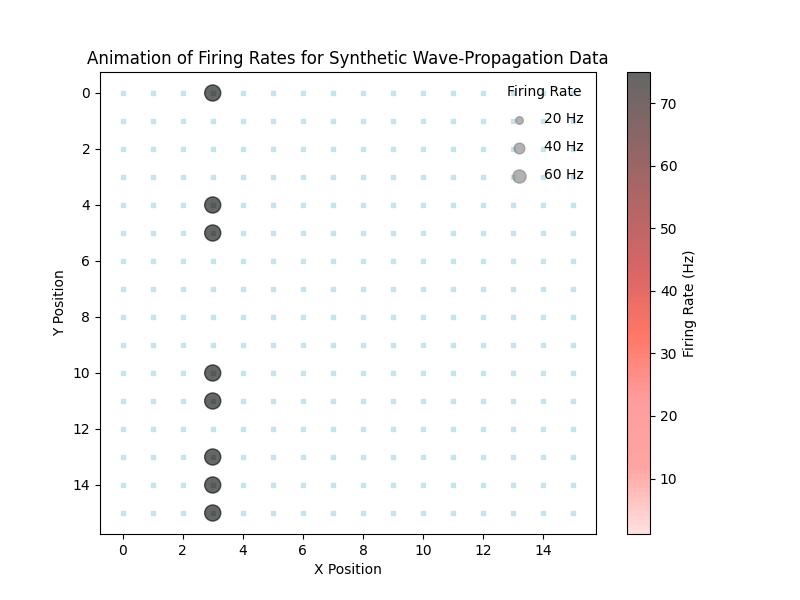 Animation of Firing Rates for Synthetic Wave-Propagation Data
Firing Rate
20 Hz
40 Hz
60 Hz
0
2
4
6
8
10
12
14
Y Position
0 2 4 6 8 10 12 14
X Position
70
60
50
40
30
20
10
Firing Rate (Hz)